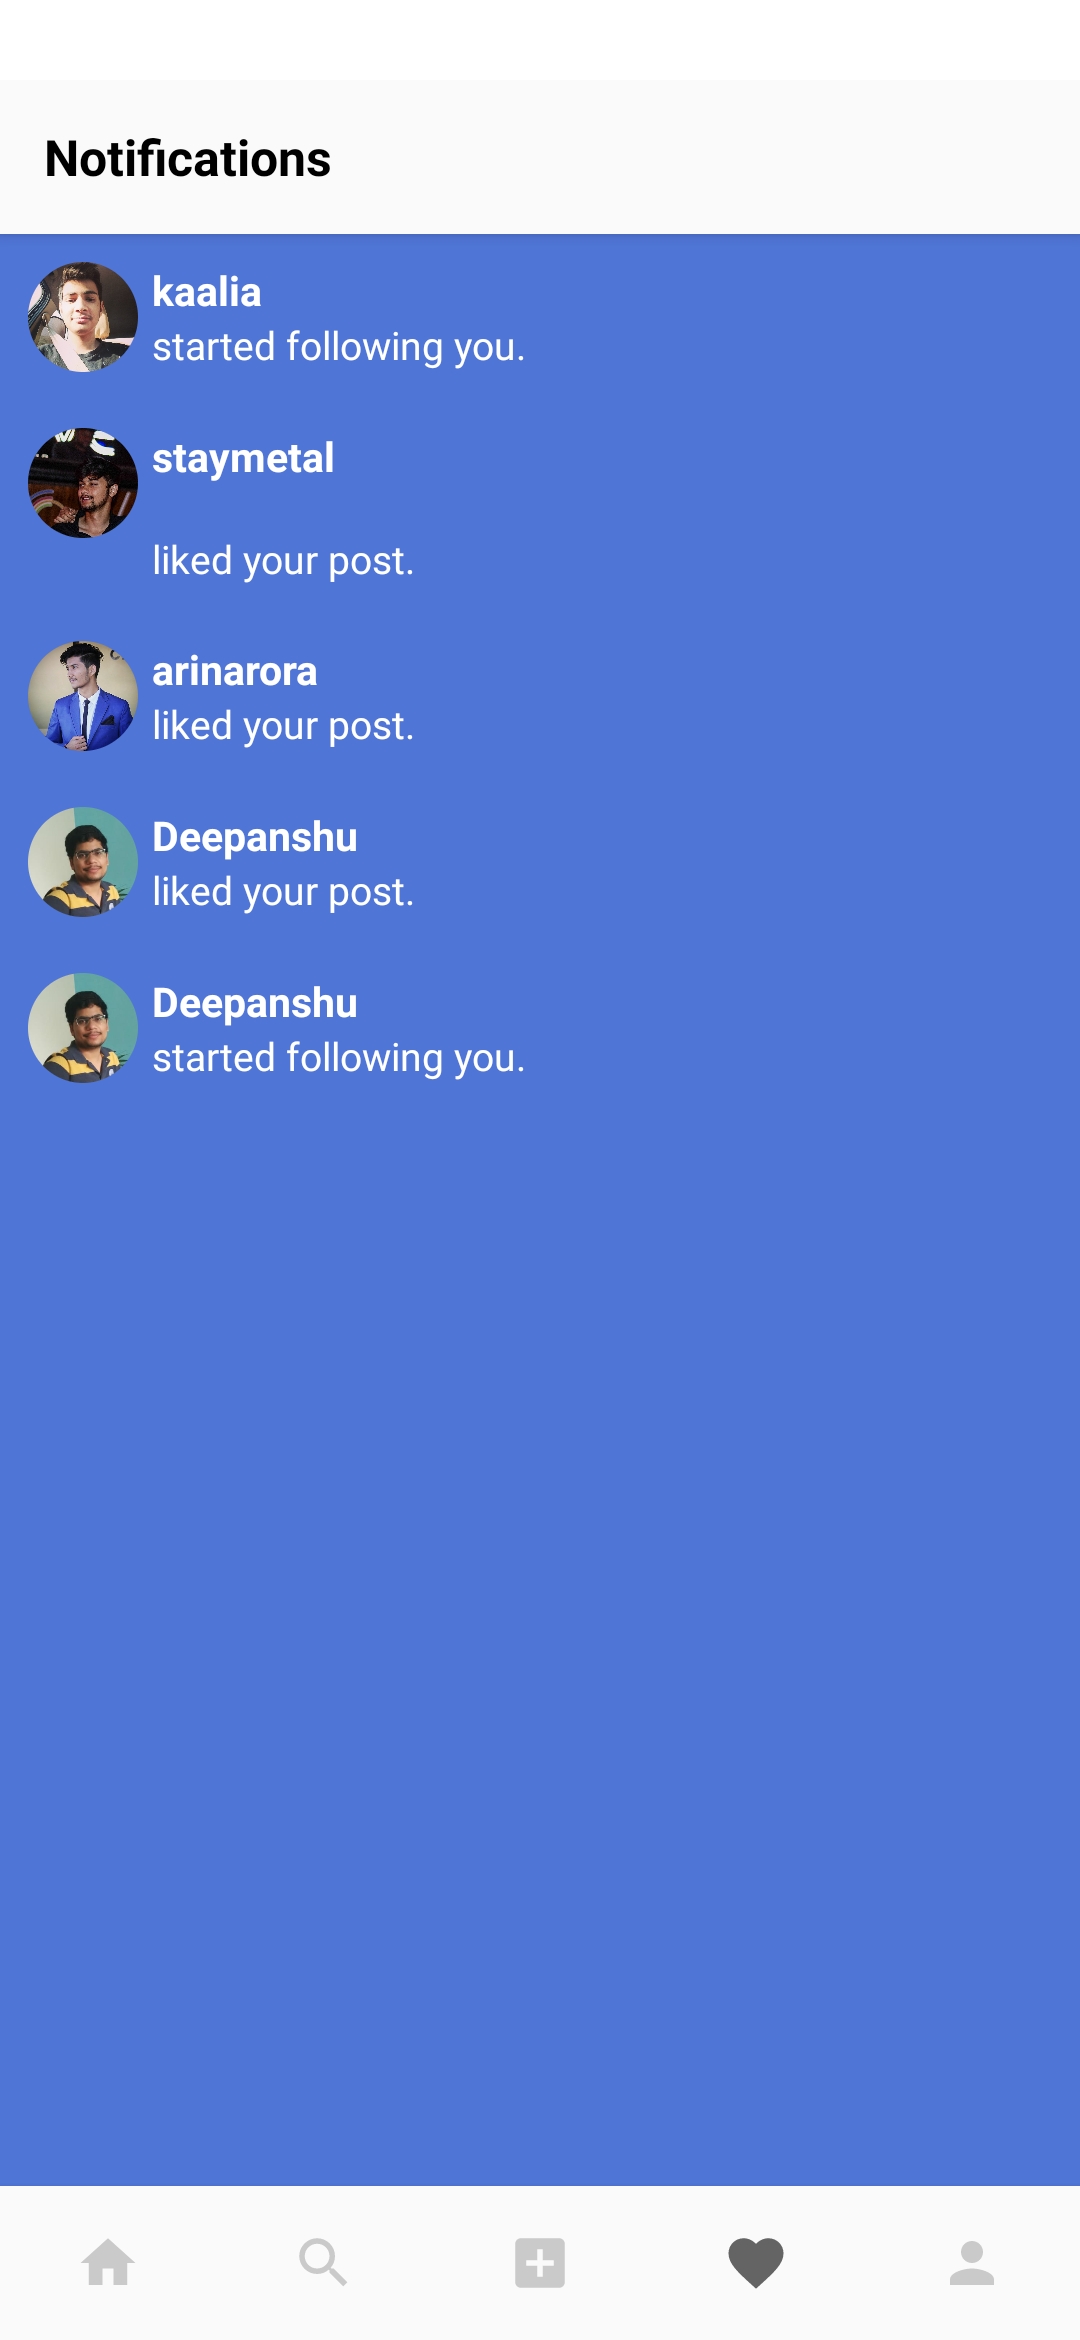 Notifications
kaalia
started following you.
staymetal
liked your post.
arinarora
liked your post.
Deepanshu
liked your post.
Deepanshu
started following you.